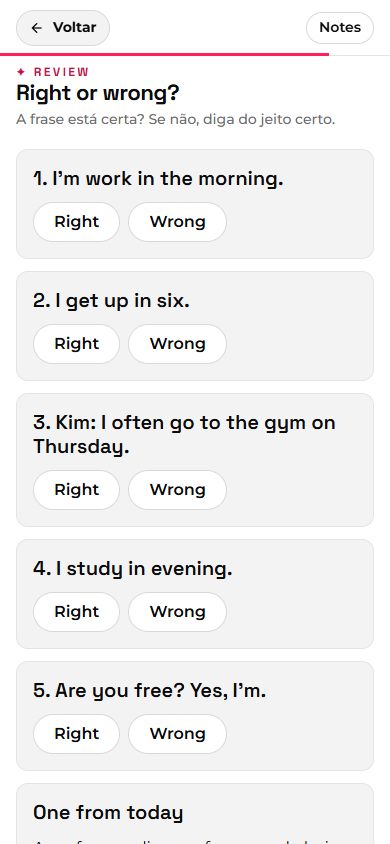 ← Voltar
Notes
✦ REVIEW
Right or wrong?
A frase está certa? Se não, diga do jeito certo.
1. I'm work in the morning.
Right
Wrong
2. I get up in six.
Right
Wrong
3. Kim: I often go to the gym on
Thursday.
Right
Wrong
4. I study in evening.
Right
Wrong
5. Are you free? Yes, I'm.
Right
Wrong
One from today